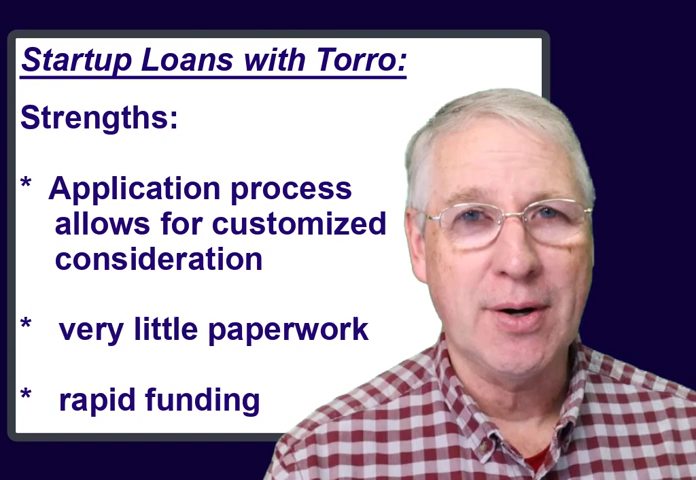 Startup Loans with Torro:
Strengths:
* Application process
allows for customized
consideration
* very little paperwork
* rapid funding